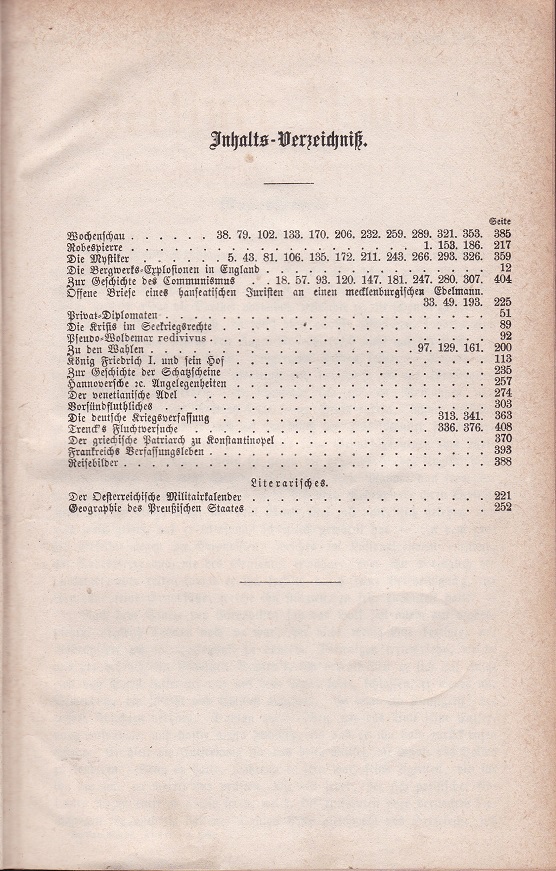 Inhalts-Verzeichniß.
Seite
Wochenschau . . . . . . 38. 79. 102. 133. 170. 206. 232. 259. 289. 321. 353. 385
Robespierre . . . . . . . . . . . . . . . . . . . . . 1. 153. 186. 217
Die Mystiker . . . . . . 5. 43. 81. 106. 135. 172. 211. 243. 266. 293. 326. 359
Die Bergwerks-Explosionen in England . . . . . . . . . . . . . . . . 12
Zur Geschichte des Communismus . . . 18. 57. 93. 120. 147. 181. 247. 280. 307. 404
Offene Briefe eines hanseatischen Juristen an einen mecklenburgischen Edelmann.
33. 49. 193. 225
Privat-Diplomaten . . . . . . . . . . . . . . . . . . . . . . . 51
Die Krisis im Seekriegsrechte . . . . . . . . . . . . . . . . . . . 89
Pseudo-Woldemar redivivus . . . . . . . . . . . . . . . . . . . . . 92
Zu den Wahlen . . . . . . . . . . . . . . . . . . . . 97. 129. 161. 200
König Friedrich I. und sein Hof . . . . . . . . . . . . . . . . . . 113
Zur Geschichte der Schatzscheine . . . . . . . . . . . . . . . . . . 235
Hannoversche ꝛc. Angelegenheiten . . . . . . . . . . . . . . . . . . 257
Der venetianische Adel . . . . . . . . . . . . . . . . . . . . . . 274
Vorsündfluthliches . . . . . . . . . . . . . . . . . . . . . . . . 303
Die deutsche Kriegsverfassung . . . . . . . . . . . . . . 313. 341. 363
Trenck's Fluchtversuche . . . . . . . . . . . . . . . . . 336. 376. 408
Der griechische Patriarch zu Konstantinopel . . . . . . . . . . . . . 370
Frankreichs Verfassungsleben . . . . . . . . . . . . . . . . . . . . 393
Reisebilder . . . . . . . . . . . . . . . . . . . . . . . . . . . 388
Literarisches.
Der Oesterreichische Militairkalender . . . . . . . . . . . . . . . . 221
Geographie des Preußischen Staates . . . . . . . . . . . . . . . . . 252